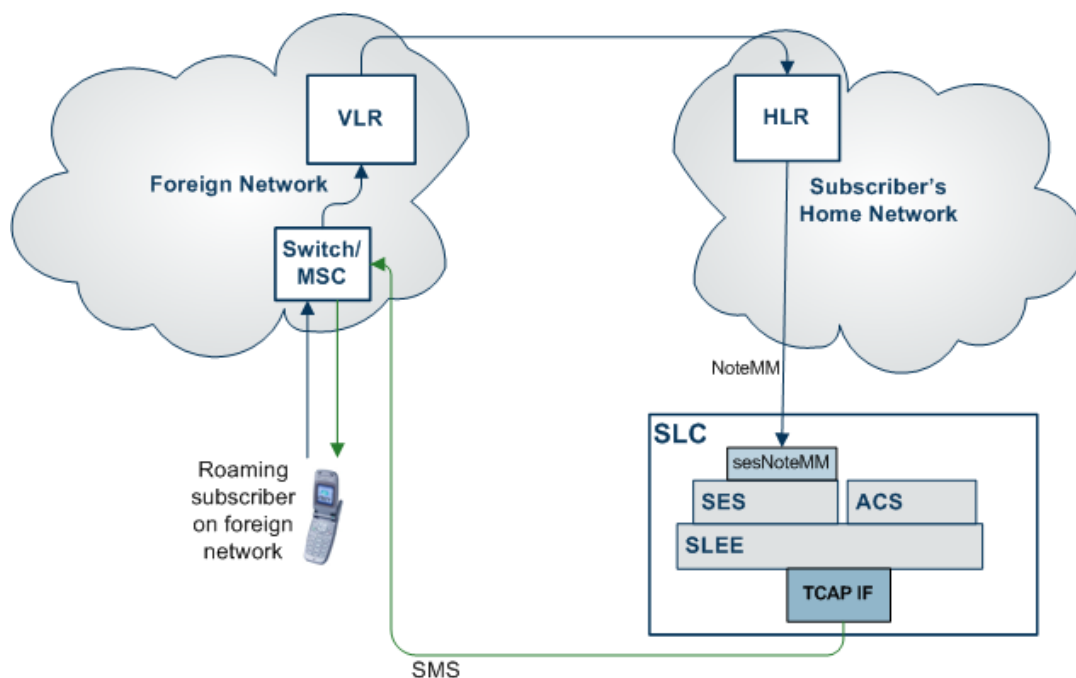 VLR
HLR
Foreign Network
Subscriber's
Home Network
Switch/
MSC
NoteMM
SLC
sesNoteMM
Roaming
subscriber
on foreign
network
SES
ACS
SLEE
TCAP IF
SMS